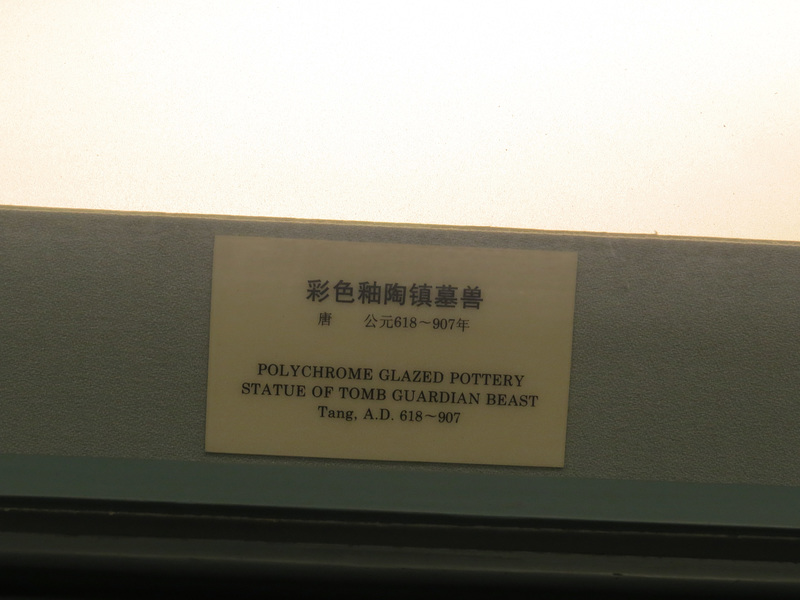 彩色釉陶镇墓兽
唐 公元618～907年
POLYCHROME GLAZED POTTERY
STATUE OF TOMB GUARDIAN BEAST
Tang, A.D. 618～907